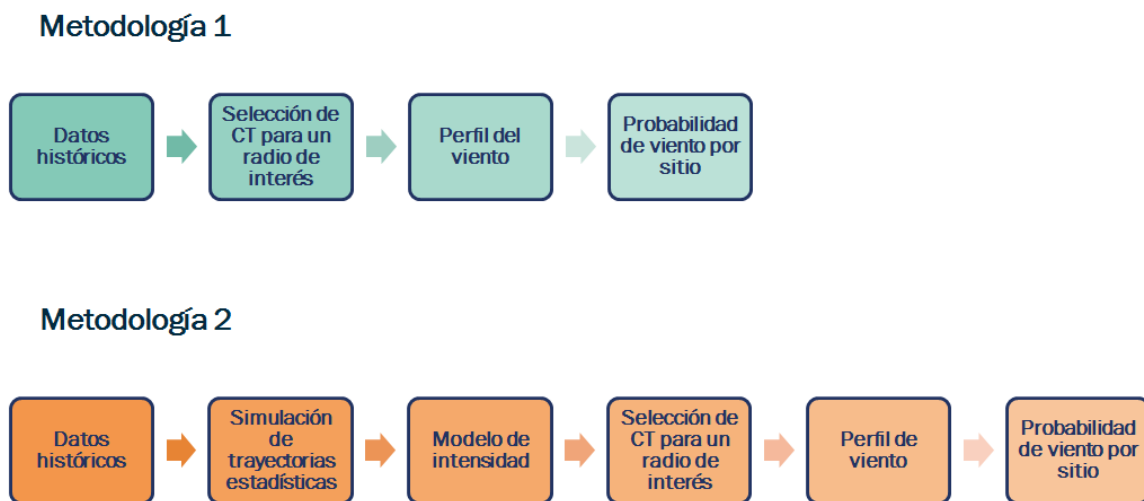 Metodología 1
Datos
históricos
Selección de
CT para un
radio de
interés
Perfil del
viento
Probabilidad
de viento por
sitio
Metodología 2
Datos
históricos
Simulación
de
trayectorias
estadísticas
Modelo de
intensidad
Selección de
CT para un
radio de
interés
Perfil de
viento
Probabilidad
de viento por
sitio